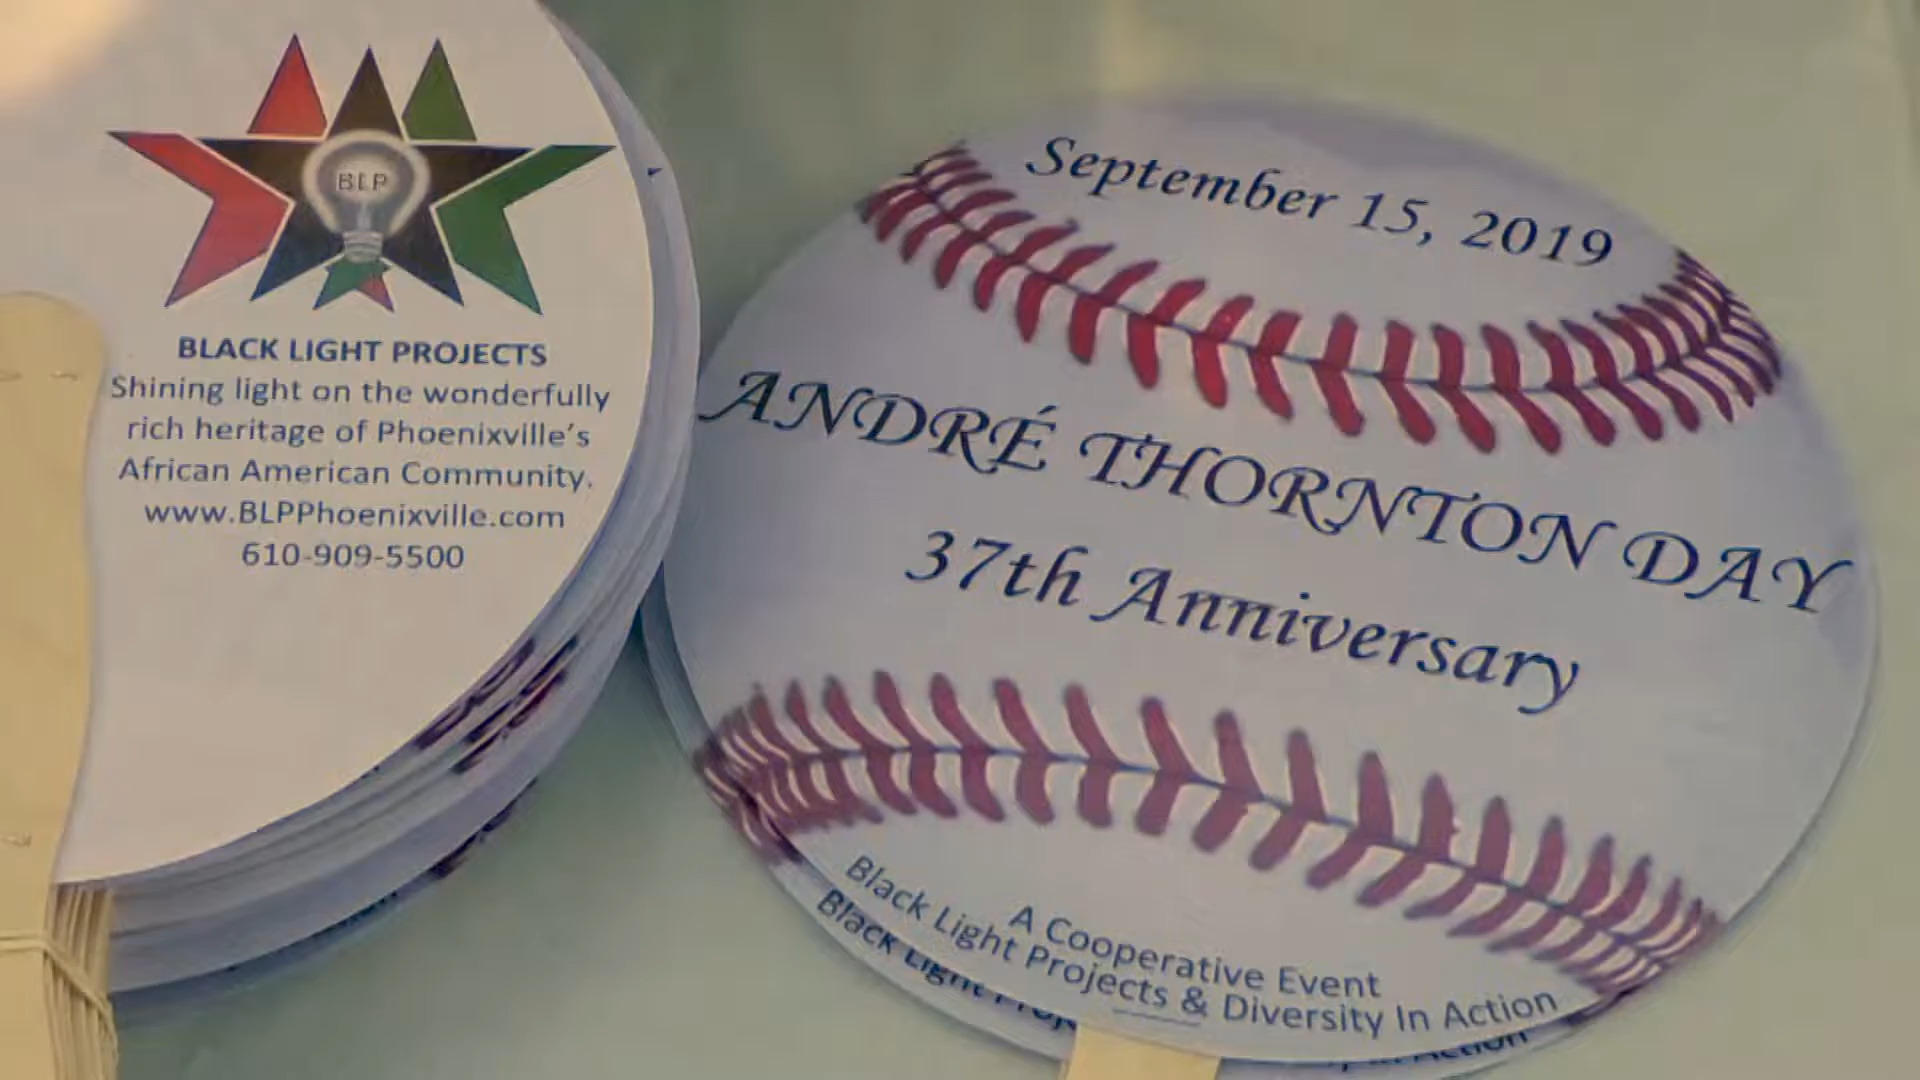 BLP
BLACK LIGHT PROJECTS
Shining light on the wonderfully
rich heritage of Phoenixville's
African American Community.
www.BLPPhoenixville.com
610-909-5500
September 15, 2019
ANDRÉ THORNTON DAY
37th Anniversary
A Cooperative Event
Black Light Projects & Diversity In Action
Black Light